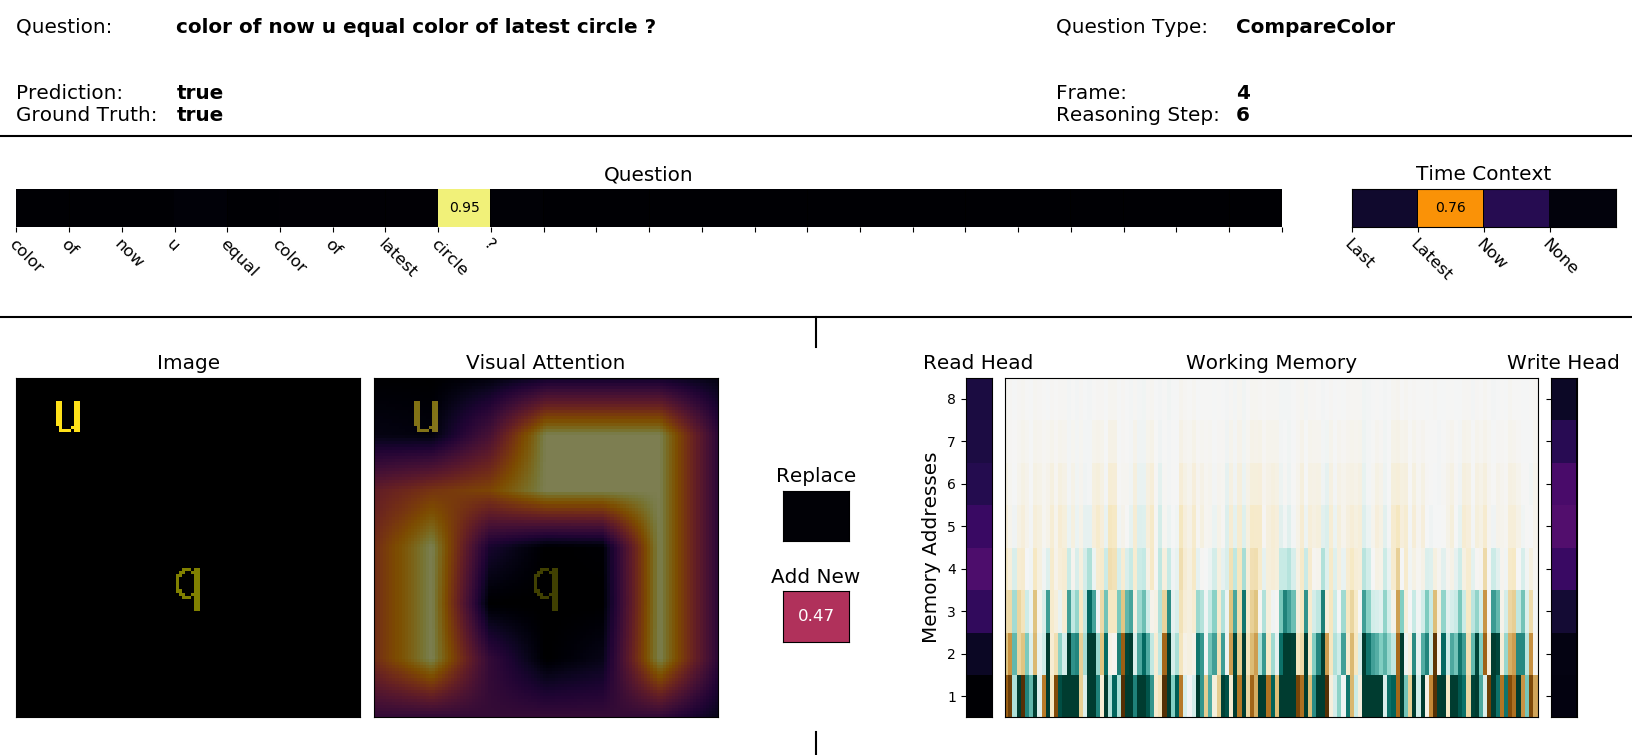 Question: color of now u equal color of latest circle ?
Question Type: CompareColor
Prediction: true
Frame: 4
Ground Truth: true
Reasoning Step: 6
Question
Time Context
0.95
0.76
color of now u equal color of latest circle ?
Last Latest Now None
Image
Visual Attention
Read Head
Working Memory
Write Head
u
u
q
q
Replace
Add New
0.47
Memory Addresses
8
7
6
5
4
3
2
1